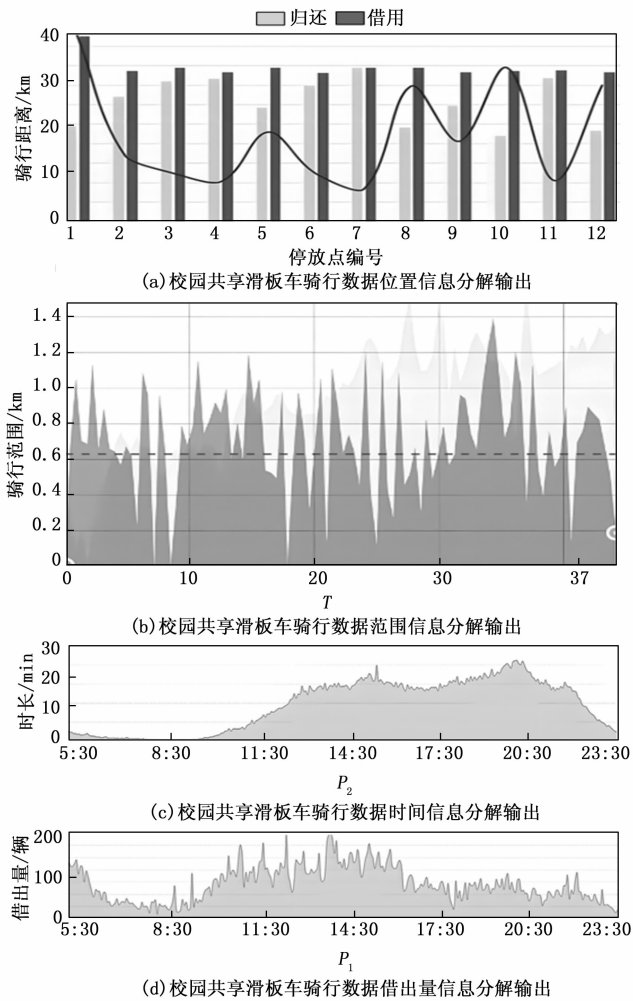 归还 借用
40
30
20
10
0
骑行距离/km
1 2 3 4 5 6 7 8 9 10 11 12
停放点编号
(a)校园共享滑板车骑行数据位置信息分解输出
1.4
1.2
1.0
0.8
0.6
0.4
0.2
0
骑行范围/km
0 10 20 30 37
T
(b)校园共享滑板车骑行数据范围信息分解输出
30
20
10
0
时长/min
5:30 8:30 11:30 14:30 17:30 20:30 23:30
P2
(c)校园共享滑板车骑行数据时间信息分解输出
200
100
0
借出量/辆
5:30 8:30 11:30 14:30 17:30 20:30 23:30
P1
(d)校园共享滑板车骑行数据借出量信息分解输出